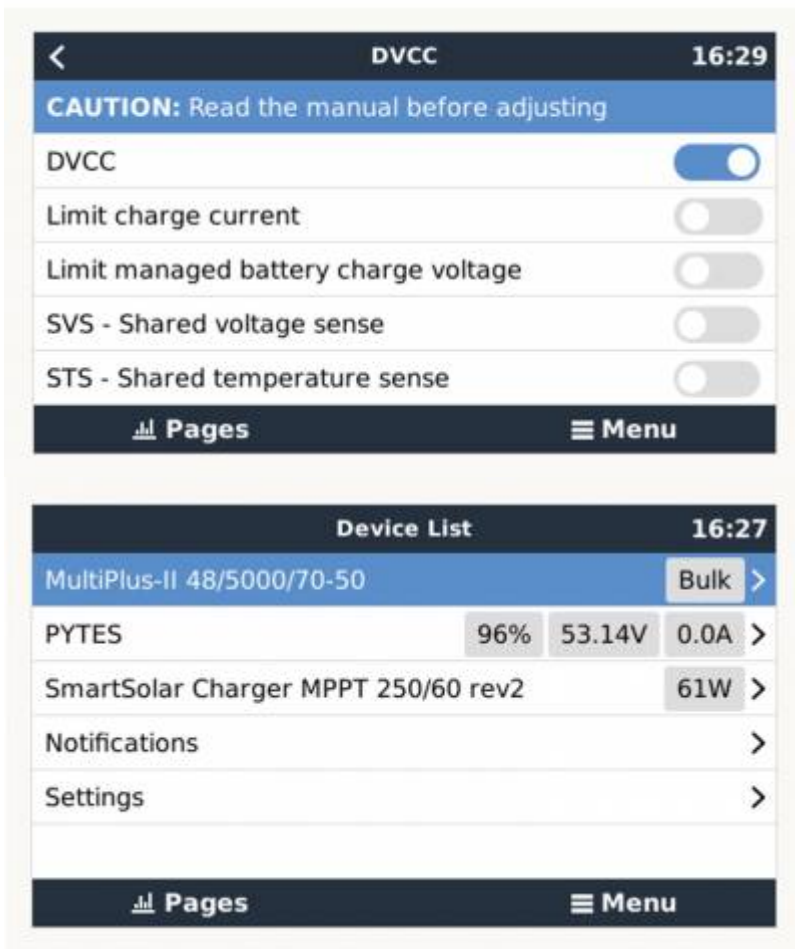 DVCC 16:29
CAUTION: Read the manual before adjusting
DVCC
Limit charge current
Limit managed battery charge voltage
SVS - Shared voltage sense
STS - Shared temperature sense
Pages Menu
Device List 16:27
MultiPlus-II 48/5000/70-50 Bulk
PYTES 96% 53.14V 0.0A
SmartSolar Charger MPPT 250/60 rev2 61W
Notifications
Settings
Pages Menu